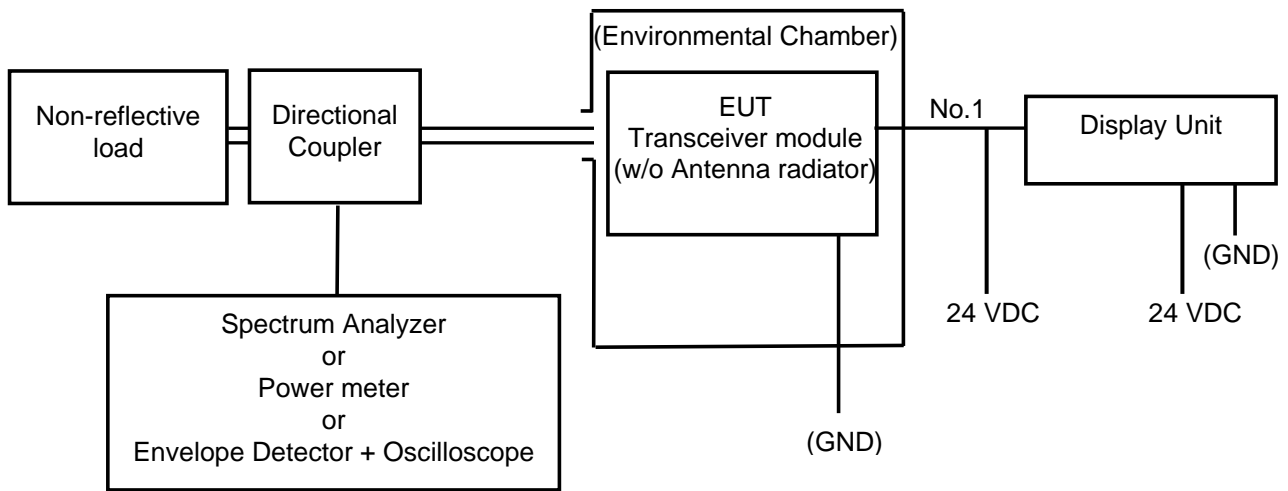 (Environmental Chamber)
Non-reflective
load
Directional
Coupler
EUT
Transceiver module
(w/o Antenna radiator)
No.1
Display Unit
(GND)
24 VDC
24 VDC
Spectrum Analyzer
or
Power meter
or
Envelope Detector + Oscilloscope
(GND)